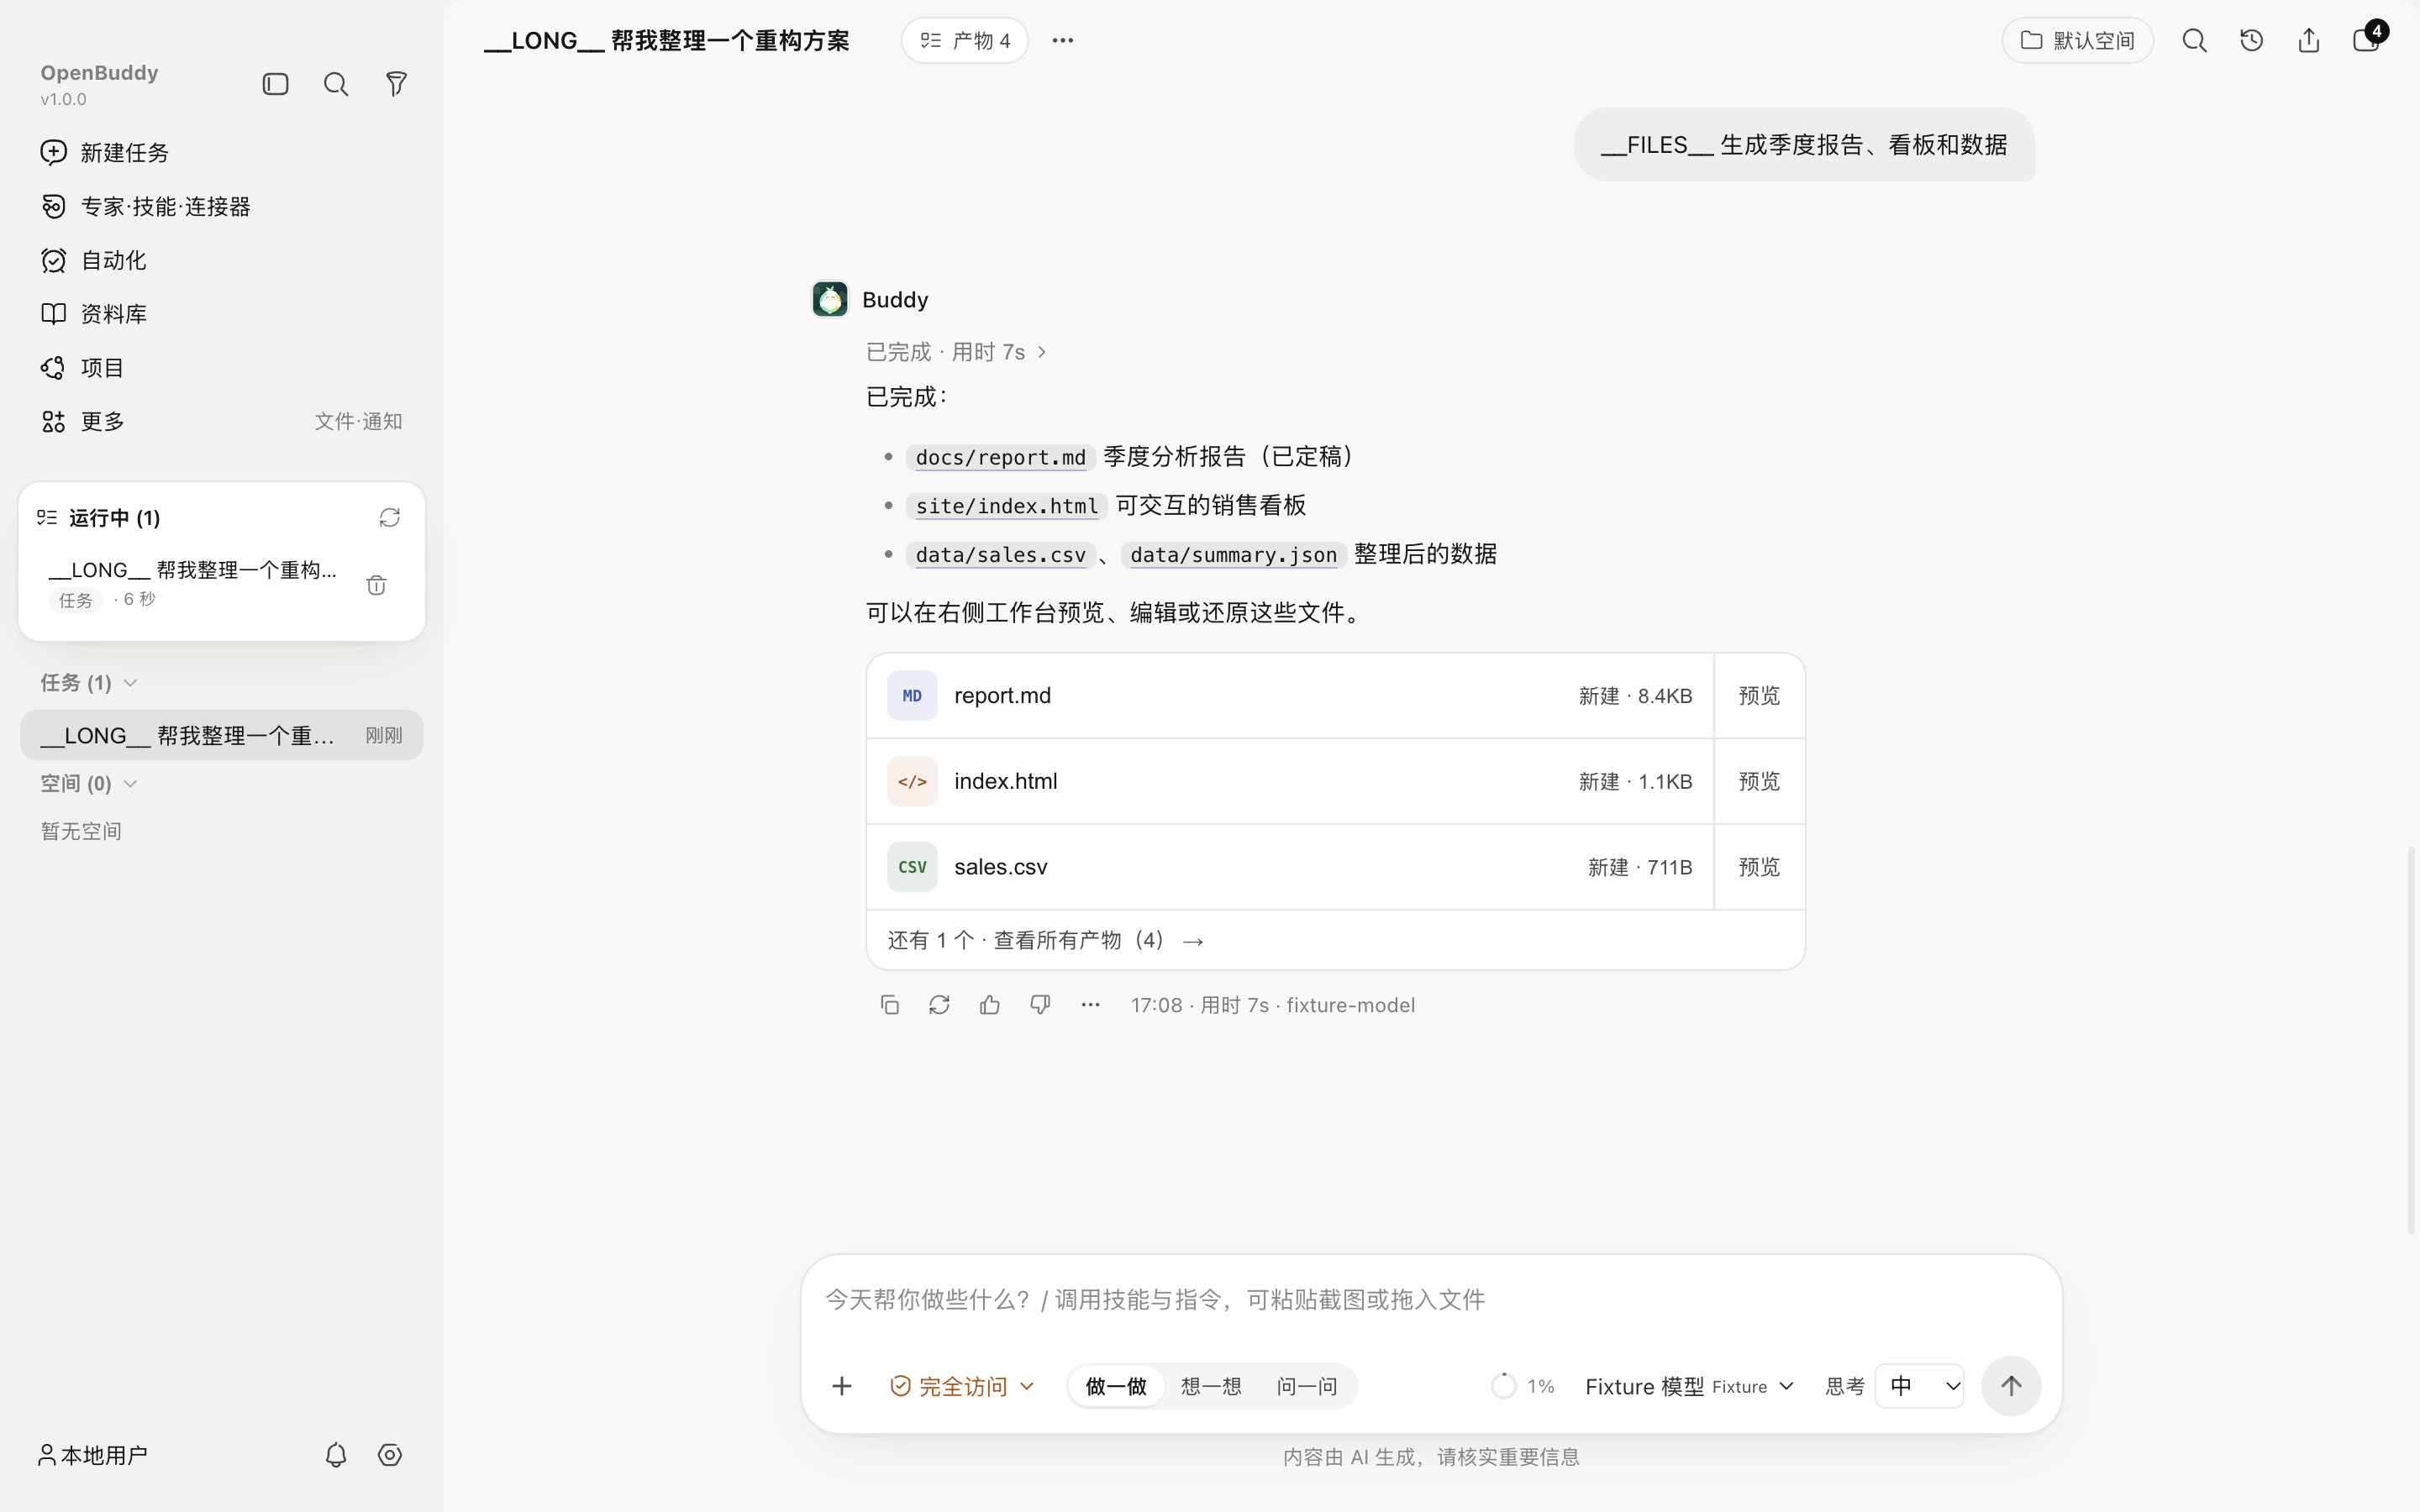 OpenBuddy
v1.0.0
新建任务
专家·技能·连接器
自动化
资料库
项目
更多 文件·通知
运行中 (1)
__LONG__ 帮我整理一个重构...
任务 · 6 秒
任务 (1)
__LONG__ 帮我整理一个重... 刚刚
空间 (0)
暂无空间
本地用户
__LONG__ 帮我整理一个重构方案
产物 4
默认空间
4
__FILES__ 生成季度报告、看板和数据
Buddy
已完成 · 用时 7s
已完成：
docs/report.md 季度分析报告（已定稿）
site/index.html 可交互的销售看板
data/sales.csv、data/summary.json 整理后的数据
可以在右侧工作台预览、编辑或还原这些文件。
MD report.md 新建 · 8.4KB 预览
</> index.html 新建 · 1.1KB 预览
CSV sales.csv 新建 · 711B 预览
还有 1 个 · 查看所有产物（4） →
17:08 · 用时 7s · fixture-model
今天帮你做些什么？/ 调用技能与指令，可粘贴截图或拖入文件
完全访问 做一做 想一想 问一问 1% Fixture 模型 Fixture 思考 中
内容由 AI 生成，请核实重要信息